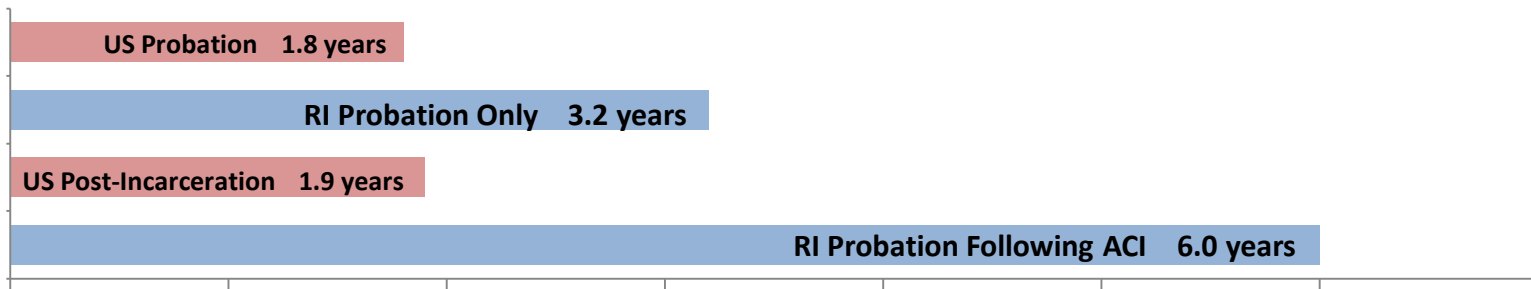 US Probation 1.8 years
RI Probation Only 3.2 years
US Post-Incarceration 1.9 years
RI Probation Following ACI 6.0 years